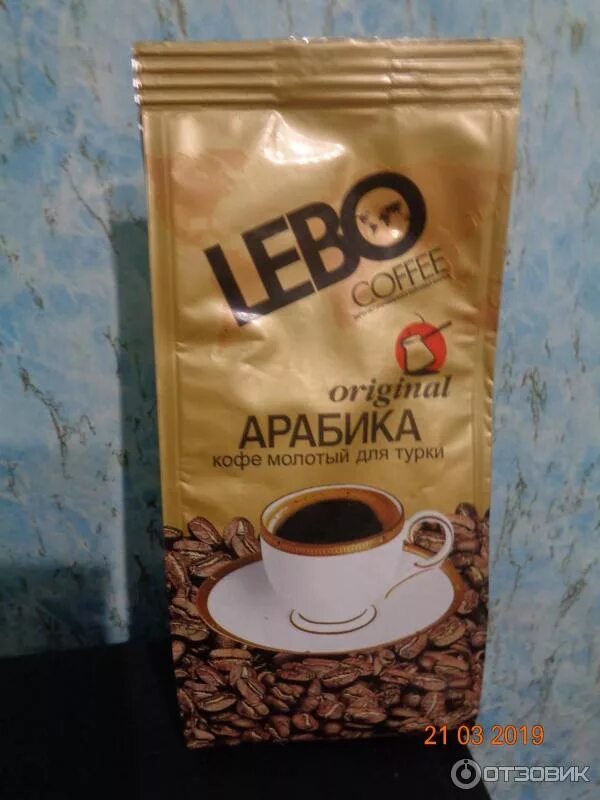 LEBO
COFFEE
original
АРАБИКА
кофе молотый для турки
21 03 2019
ОТЗОВИК